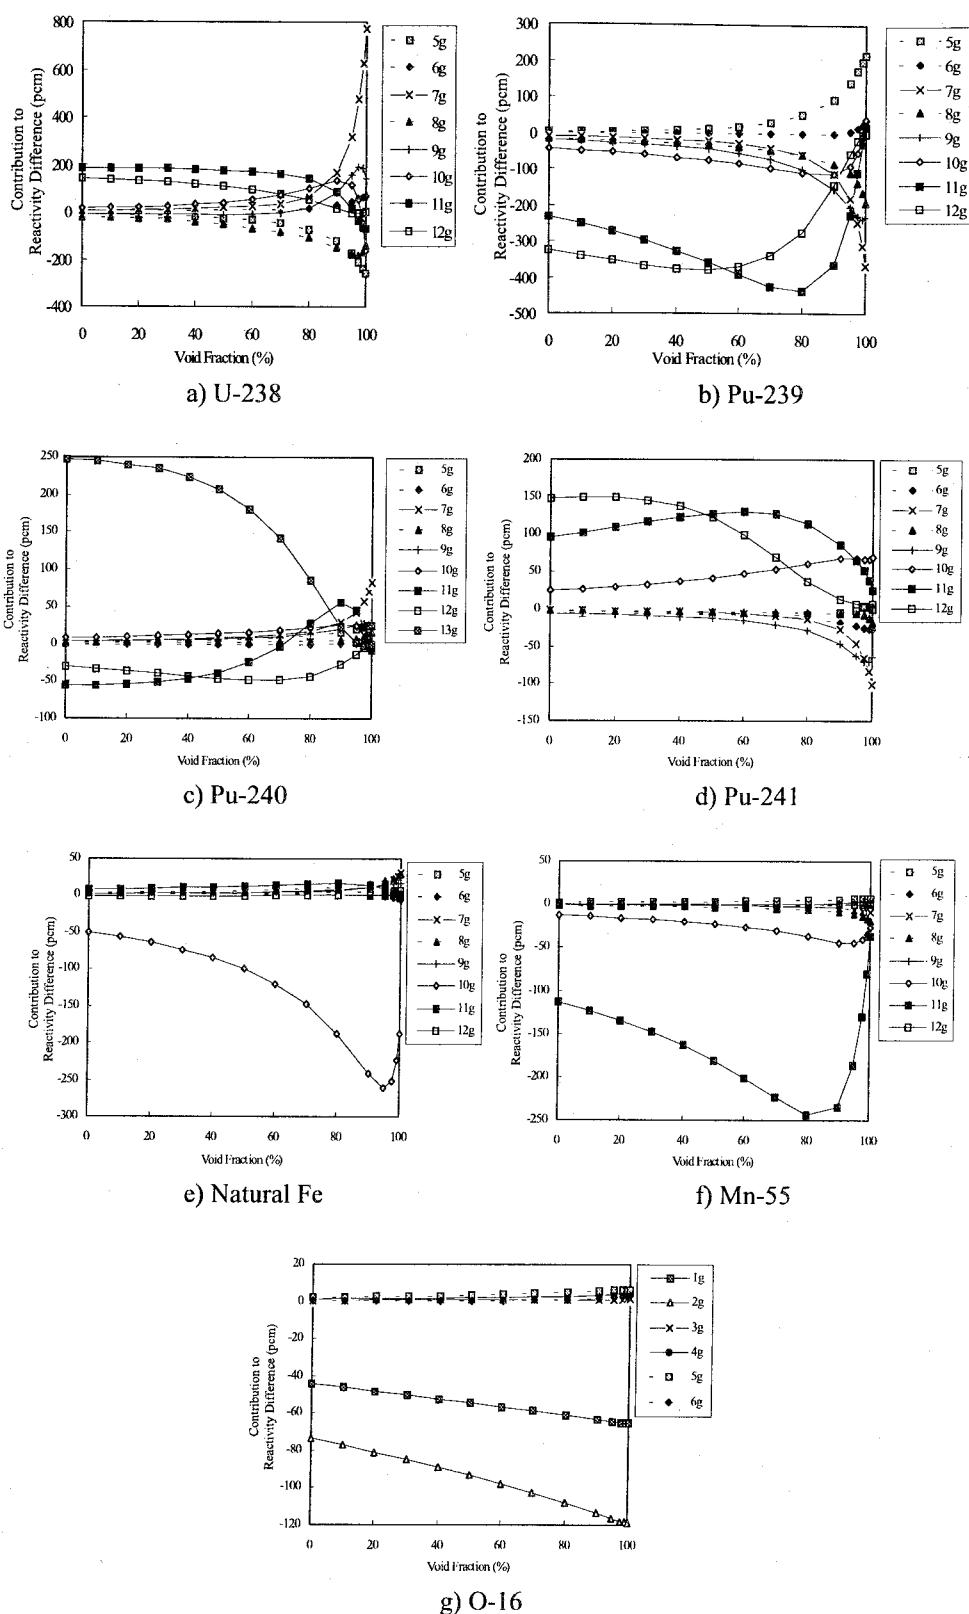 800
600
400
200
0
-200
-400
Contribution to
Reactivity Difference (pcm)
0 20 40 60 80 100
Void Fraction (%)
5g
6g
7g
8g
9g
10g
11g
12g
a) U-238
300
200
100
0
-100
-200
-300
-400
-500
Contribution to
Reactivity Difference (pcm)
0 20 40 60 80 100
Void Fraction (%)
5g
6g
7g
8g
9g
10g
11g
12g
b) Pu-239
250
200
150
100
50
0
-50
-100
Contribution to
Reactivity Difference (pcm)
0 20 40 60 80 100
Void Fraction (%)
5g
6g
7g
8g
9g
10g
11g
12g
13g
c) Pu-240
200
150
100
50
0
-50
-100
-150
Contribution to
Reactivity Difference (pcm)
0 20 40 60 80 100
Void Fraction (%)
5g
6g
7g
8g
9g
10g
11g
12g
d) Pu-241
50
0
-50
-100
-150
-200
-250
-300
Contribution to
Reactivity Difference (pcm)
0 20 40 60 80 100
Void Fraction (%)
5g
6g
7g
8g
9g
10g
11g
12g
e) Natural Fe
50
0
-50
-100
-150
-200
-250
Contribution to
Reactivity Difference (pcm)
0 20 40 60 80 100
Void Fraction (%)
5g
6g
7g
8g
9g
10g
11g
12g
f) Mn-55
20
0
-20
-40
-60
-80
-100
-120
Contribution to
Reactivity Difference (pcm)
0 20 40 60 80 100
Void Fraction (%)
1g
2g
3g
4g
5g
6g
g) O-16